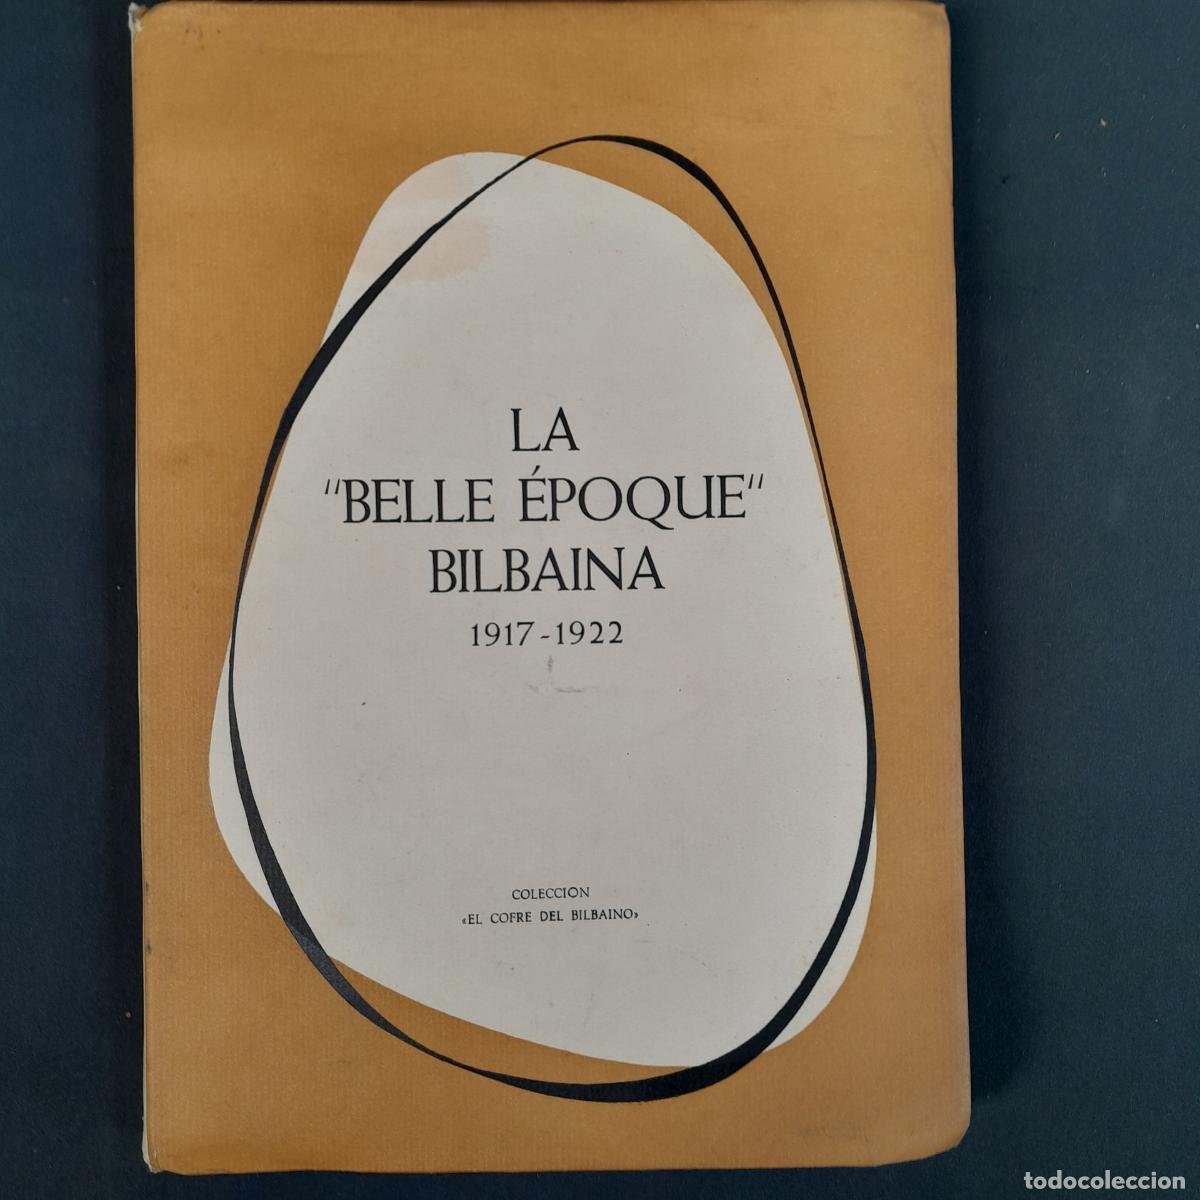 LA
"BELLE ÉPOQUE"
BILBAINA
1917-1922
COLECCION
«EL COFRE DEL BILBAINO»
todocoleccion